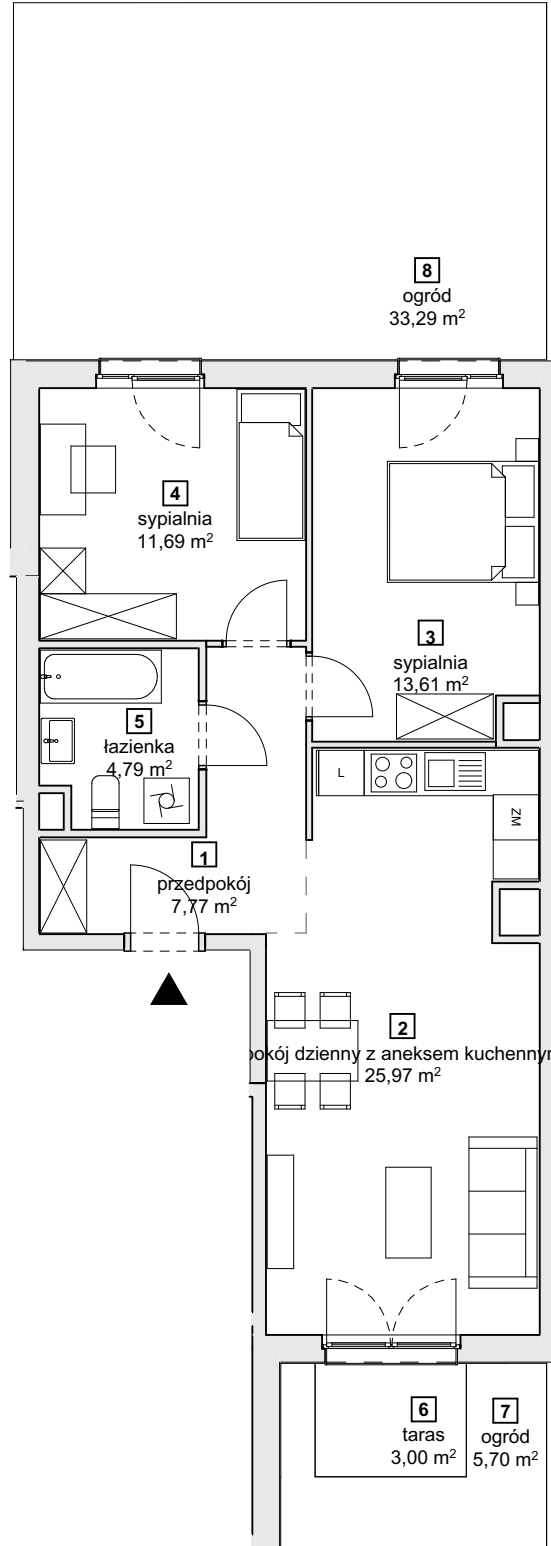 8
ogród
33,29 m²
4
sypialnia
11,69 m²
3
sypialnia
13,61 m²
5
łazienka
4,79 m²
L
ZM
1
przedpokój
7,77 m²
2
pokój dzienny z aneksem kuchennym
25,97 m²
6
taras
3,00 m²
7
ogród
5,70 m²